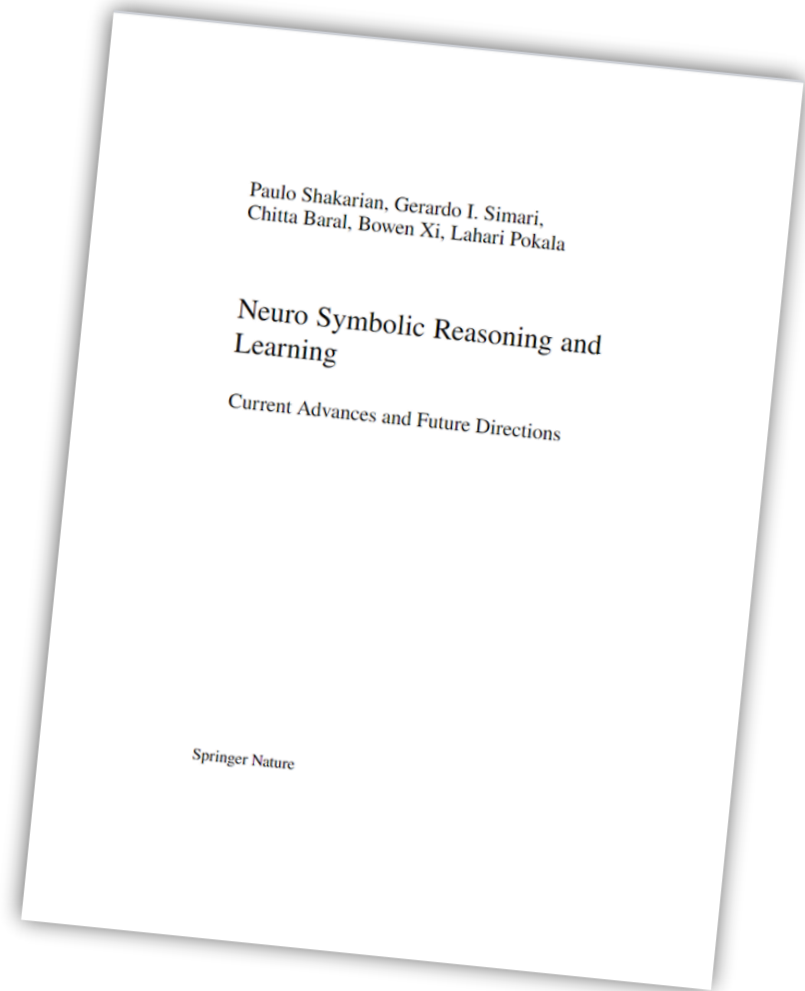 Paulo Shakarian, Gerardo I. Simari,
Chitta Baral, Bowen Xi, Lahari Pokala
Neuro Symbolic Reasoning and
Learning
Current Advances and Future Directions
Springer Nature